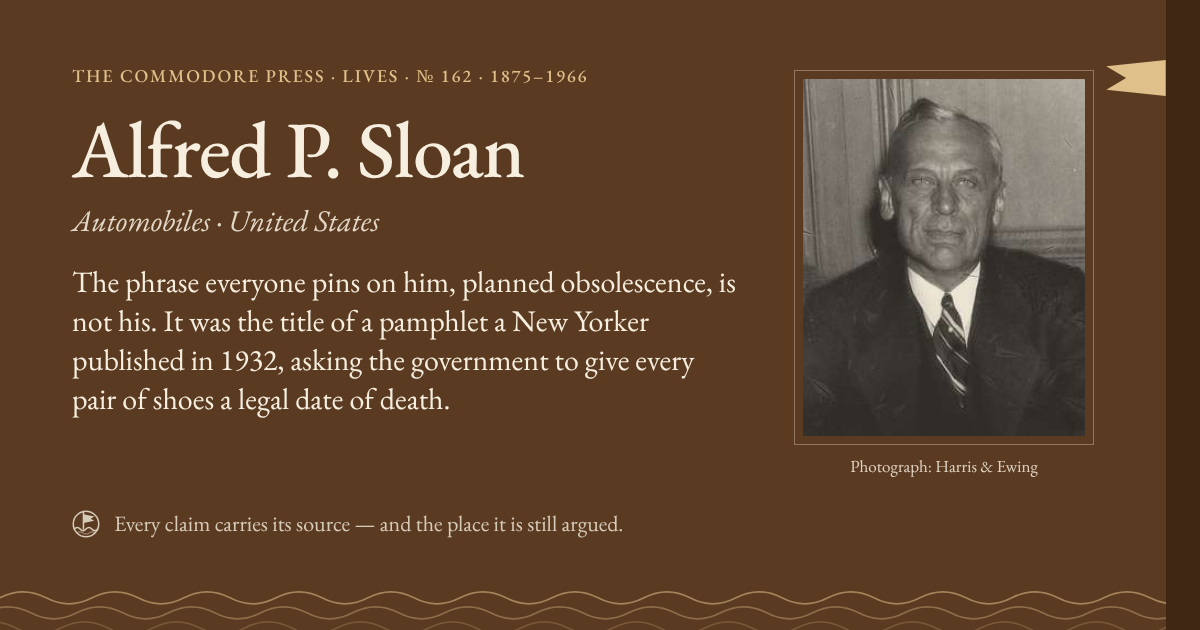 THE COMMODORE PRESS · LIVES · № 162 · 1875–1966
Alfred P. Sloan
Automobiles · United States
The phrase everyone pins on him, planned obsolescence, is
not his. It was the title of a pamphlet a New Yorker
published in 1932, asking the government to give every
pair of shoes a legal date of death.
Photograph: Harris & Ewing
Every claim carries its source — and the place it is still argued.